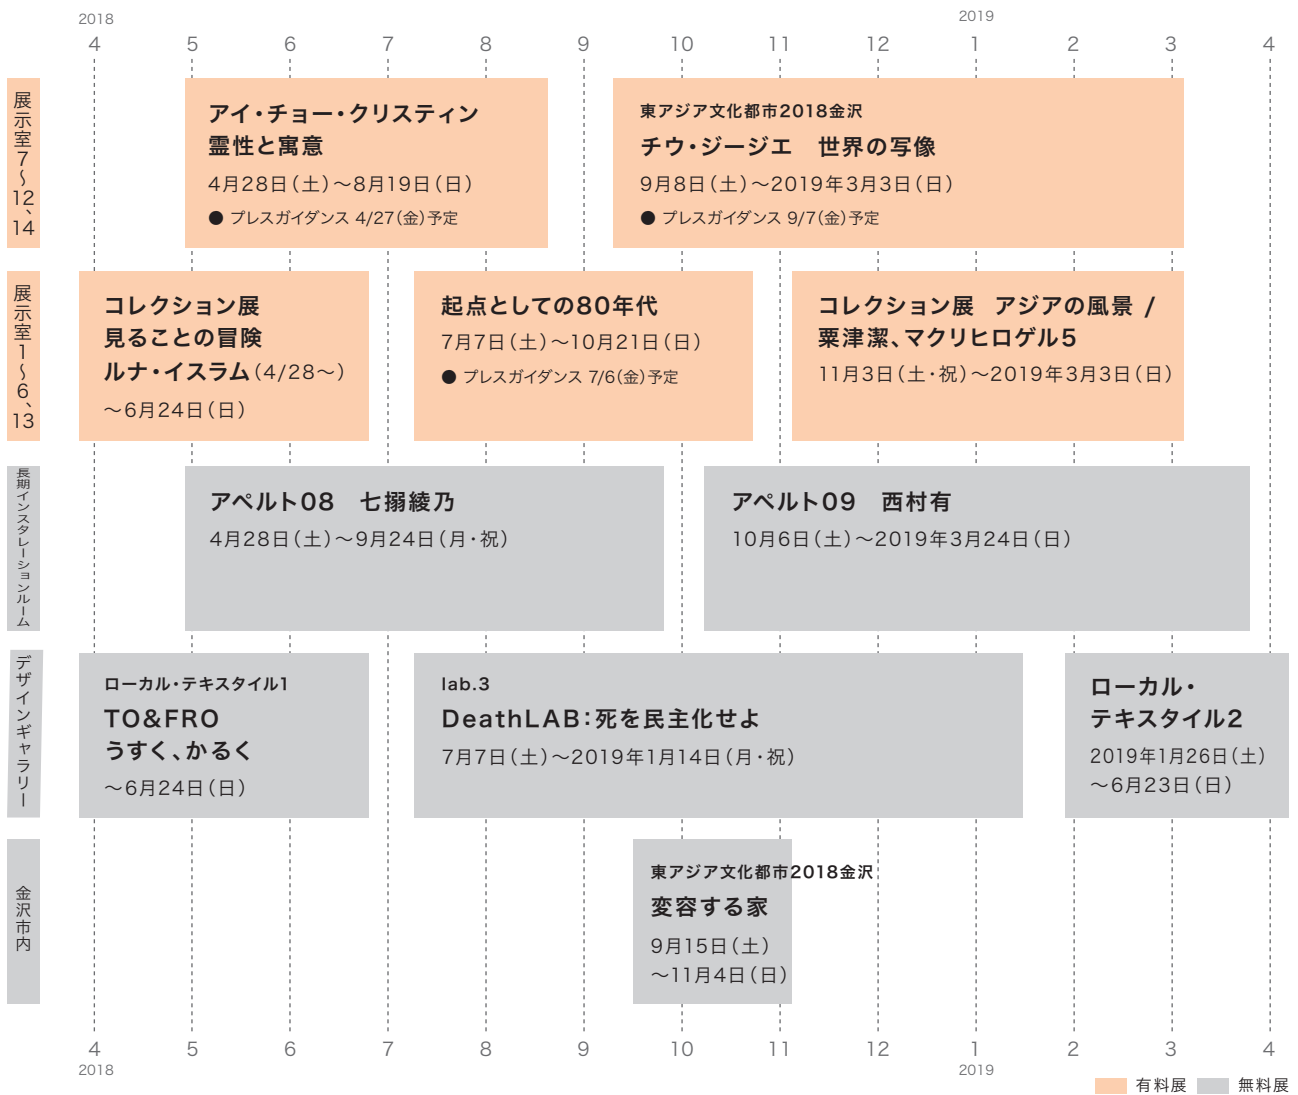 2018
2019
4 5 6 7 8 9 10 11 12 1 2 3 4
展示室7〜12、14
アイ・チョー・クリスティン
霊性と寓意
4月28日（土）〜8月19日（日）
● プレスガイダンス 4/27（金）予定
東アジア文化都市2018金沢
チウ・ジージエ　世界の写像
9月8日（土）〜2019年3月3日（日）
● プレスガイダンス 9/7（金）予定
展示室1〜6、13
コレクション展
見ることの冒険
ルナ・イスラム（4/28〜）
〜6月24日（日）
起点としての80年代
7月7日（土）〜10月21日（日）
● プレスガイダンス 7/6（金）予定
コレクション展　アジアの風景 /
粟津潔、マクリヒロゲル5
11月3日（土・祝）〜2019年3月3日（日）
長期インスタレーションルーム
アペルト08　七搦綾乃
4月28日（土）〜9月24日（月・祝）
アペルト09　西村有
10月6日（土）〜2019年3月24日（日）
デザインギャラリー
ローカル・テキスタイル1
TO&FRO
うすく、かるく
〜6月24日（日）
lab.3
DeathLAB：死を民主化せよ
7月7日（土）〜2019年1月14日（月・祝）
ローカル・
テキスタイル2
2019年1月26日（土）
〜6月23日（日）
金沢市内
東アジア文化都市2018金沢
変容する家
9月15日（土）
〜11月4日（日）
4 5 6 7 8 9 10 11 12 1 2 3 4
2018
2019
有料展
無料展